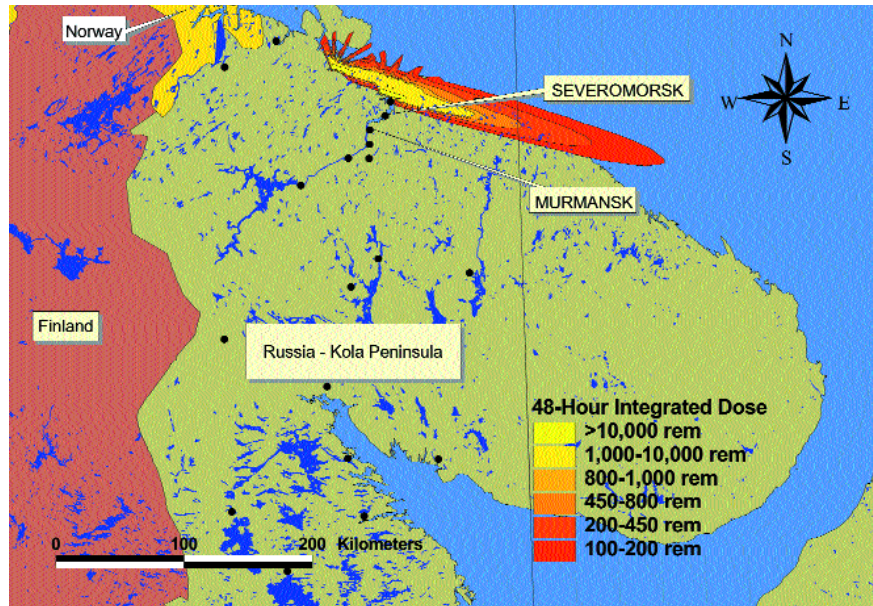 Norway
N
SEVEROMORSK
W
E
S
MURMANSK
Finland
Russia - Kola Peninsula
48-Hour Integrated Dose
>10,000 rem
1,000-10,000 rem
800-1,000 rem
450-800 rem
200-450 rem
100-200 rem
0 100 200 Kilometers